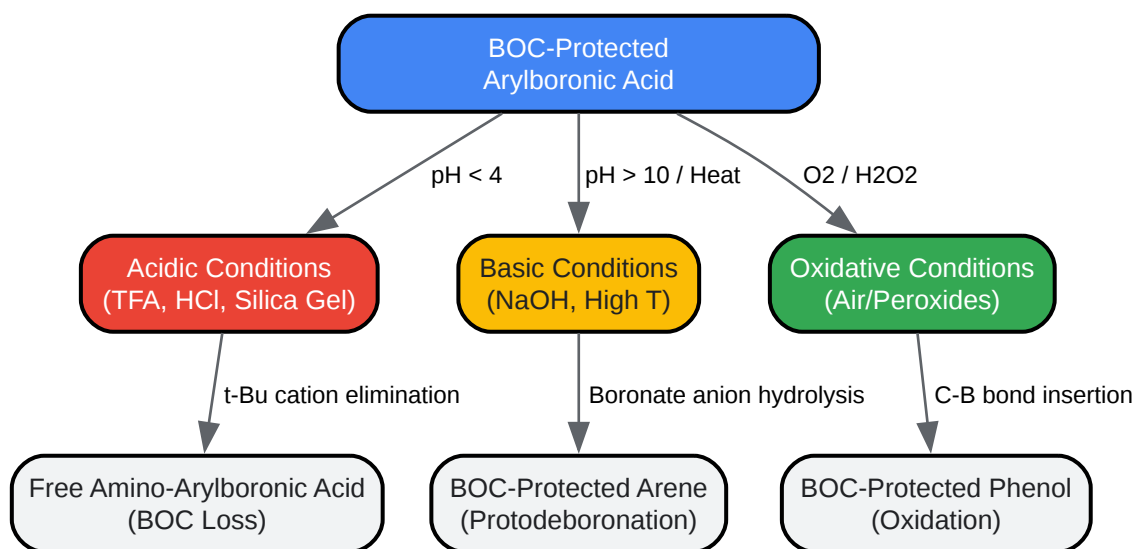 BOC-Protected
Arylboronic Acid
pH < 4
pH > 10 / Heat
O2 / H2O2
Acidic Conditions
(TFA, HCl, Silica Gel)
Basic Conditions
(NaOH, High T)
Oxidative Conditions
(Air/Peroxides)
t-Bu cation elimination
Boronate anion hydrolysis
C-B bond insertion
Free Amino-Arylboronic Acid
(BOC Loss)
BOC-Protected Arene
(Protodeboronation)
BOC-Protected Phenol
(Oxidation)